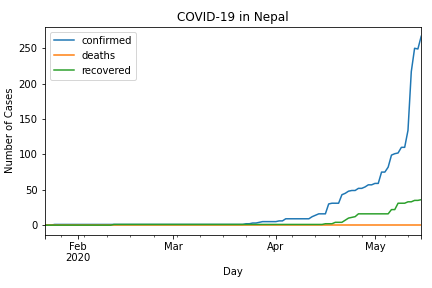 COVID-19 in Nepal
confirmed
deaths
recovered
Number of Cases
250
200
150
100
50
0
Feb
2020
Mar
Apr
May
Day